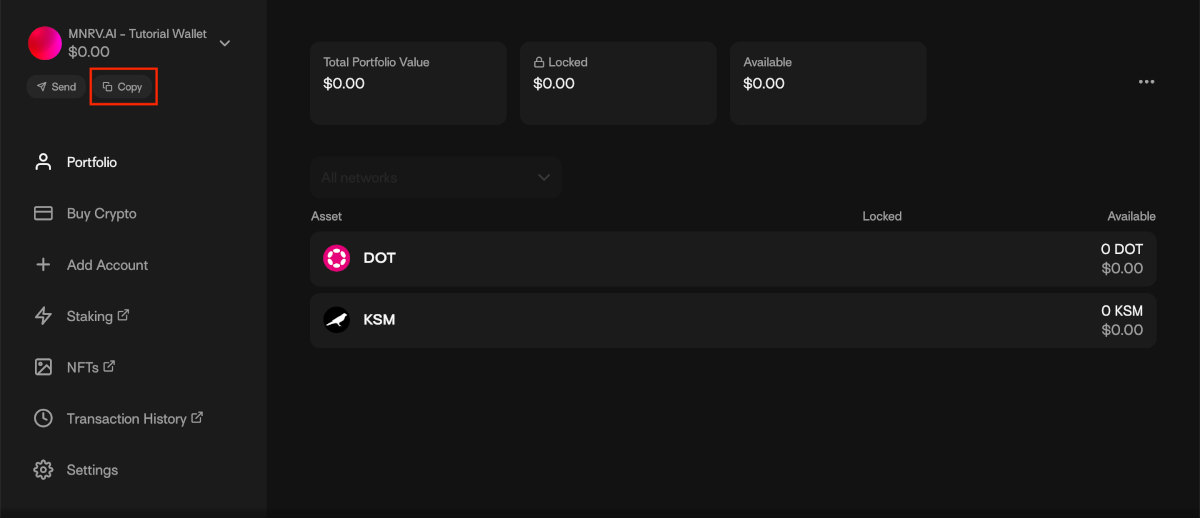 MNRV.AI - Tutorial Wallet
$0.00
Send Copy
Portfolio
Buy Crypto
Add Account
Staking
NFTs
Transaction History
Settings
Total Portfolio Value
$0.00
Locked
$0.00
Available
$0.00
All networks
Asset Locked Available
DOT 0 DOT
$0.00
KSM 0 KSM
$0.00